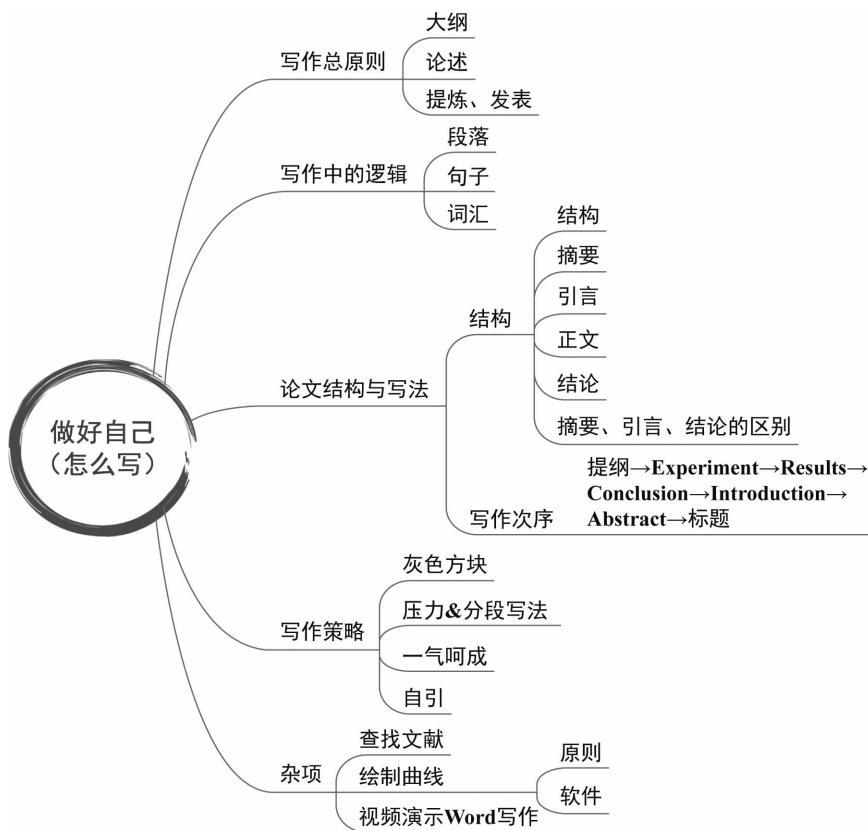 大纲
写作总原则
论述
提炼、发表
段落
写作中的逻辑
句子
词汇
结构
摘要
引言
结构
正文
结论
摘要、引言、结论的区别
论文结构与写法
做好自己
（怎么写）
提纲→Experiment→Results→
Conclusion→Introduction→
Abstract→标题
写作次序
灰色方块
压力&分段写法
写作策略
一气呵成
自引
查找文献
杂项
绘制曲线
原则
软件
视频演示Word写作